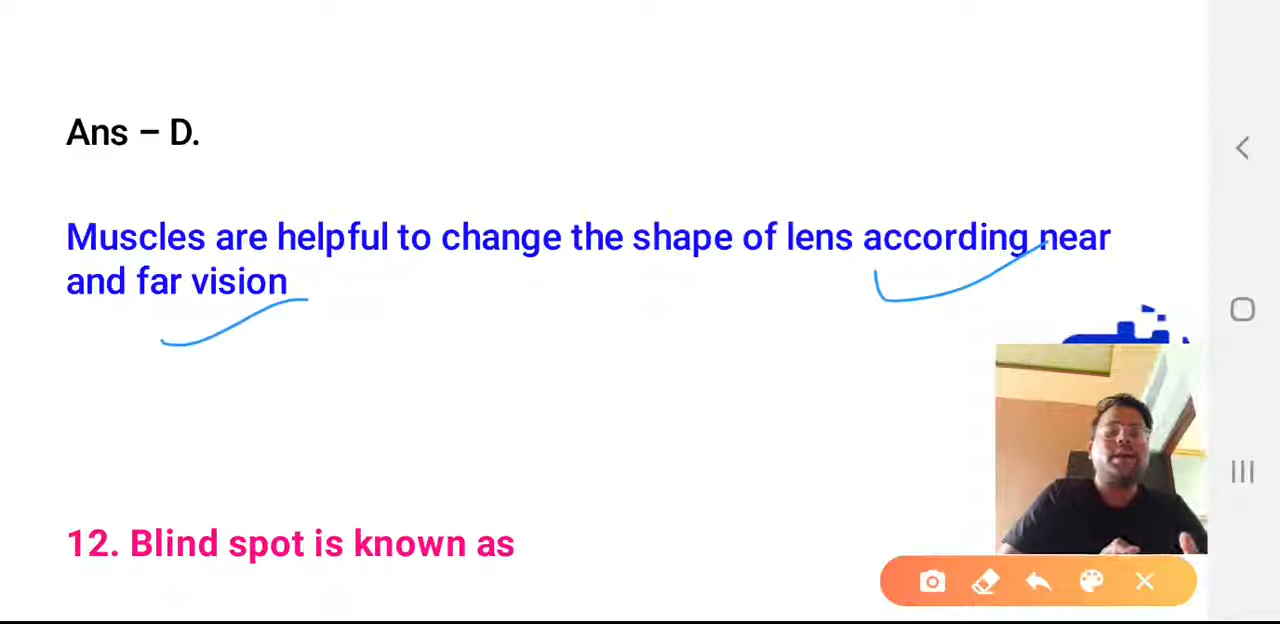 Ans – D.
Muscles are helpful to change the shape of lens according near
and far vision
12. Blind spot is known as